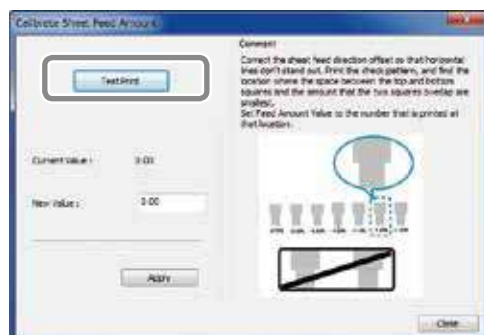 Calibrate Sheet Feed Amount
Test Print
Current Value :
0.00
New Value :
0.00
Apply
Comment
Correct the sheet feed direction offset so that horizontal
lines don't stand out. Print the check pattern, and find the
location where the space between the top and bottom
squares and the amount that the two squares overlap are
smallest.
Set Feed Amount Value to the number that is printed at
that location.
Close